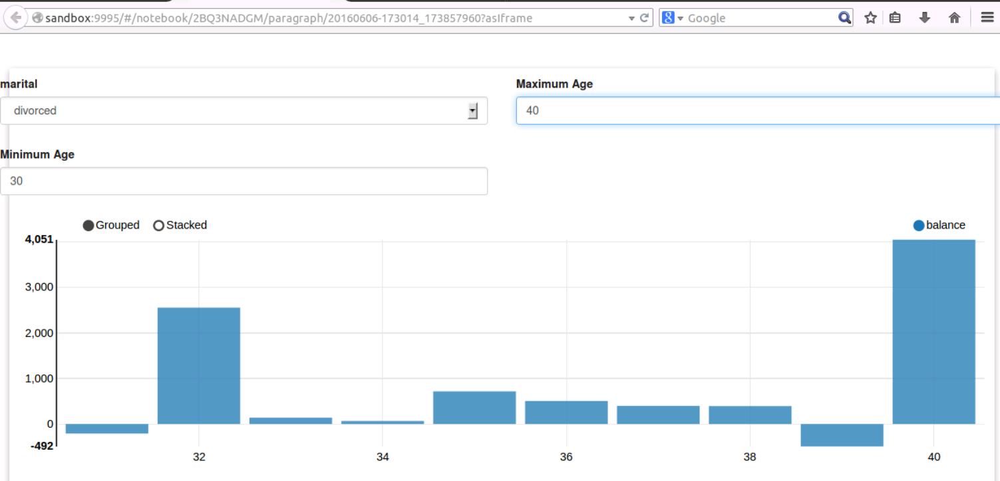 sandbox:9995/#/notebook/2BQ3NADGM/paragraph/20160606-173014_173857960?asIframe
8 Google
marital
Maximum Age
divorced
40
Minimum Age
30
Grouped Stacked balance
4,051
3,000
2,000
1,000
0
-492
32 34 36 38 40